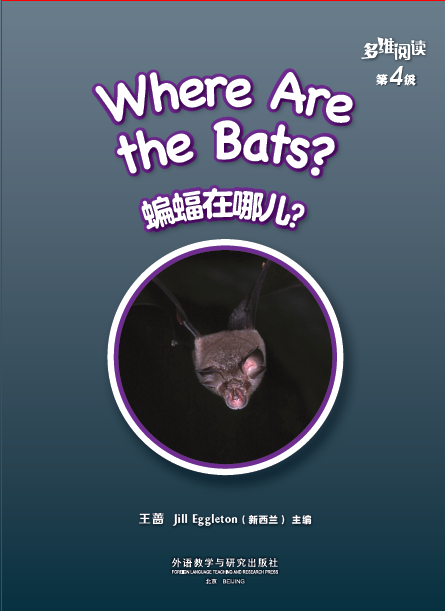 多维阅读
第4级
Where Are
the Bats?
蝙蝠在哪儿?
王蔷 Jill Eggleton(新西兰) 主编
外语教学与研究出版社
FOREIGN LANGUAGE TEACHING AND RESEARCH PRESS
北京 BEIJING